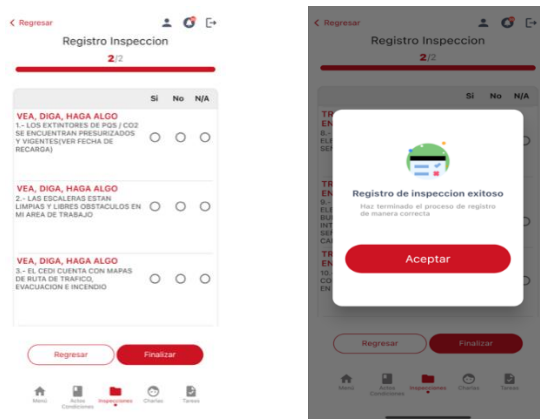 Regresar
Registro Inspeccion
2/2
Si No N/A
VEA, DIGA, HAGA ALGO
1.- LOS EXTINTORES DE PQS / CO2
SE ENCUENTRAN PRESURIZADOS
Y VIGENTES(VER FECHA DE
RECARGA)
VEA, DIGA, HAGA ALGO
2.- LAS ESCALERAS ESTAN
LIMPIAS Y LIBRES OBSTACULOS EN
MI AREA DE TRABAJO
VEA, DIGA, HAGA ALGO
3.- EL CEDI CUENTA CON MAPAS
DE RUTA DE TRAFICO,
EVACUACION E INCENDIO
Regresar Finalizar
Menú Actos Condiciones Inspecciones Charlas Tareas
Regresar
Registro Inspeccion
2/2
Si No N/A
Registro de inspeccion exitoso
Haz terminado el proceso de registro
de manera correcta
Aceptar
Regresar Finalizar
Menú Actos Condiciones Inspecciones Charlas Tareas